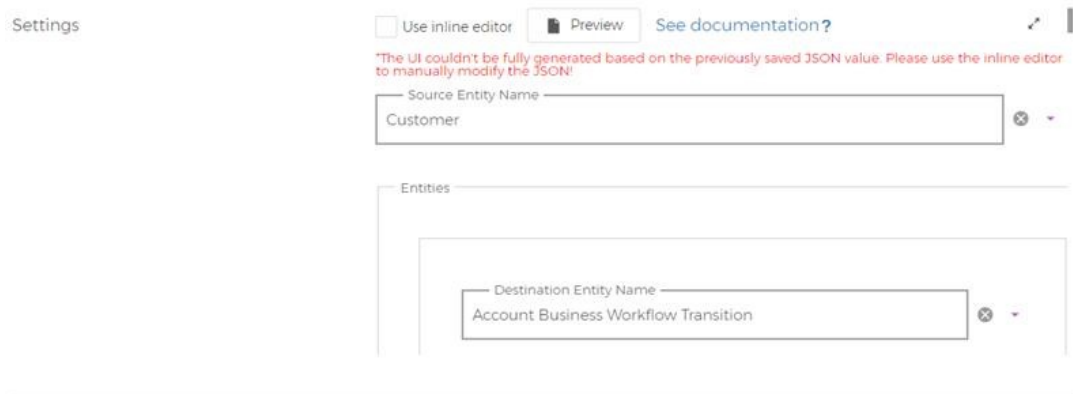 Settings
Use inline editor
Preview
See documentation?
*The UI couldn't be fully generated based on the previously saved JSON value. Please use the inline editor
to manually modify the JSON!
Source Entity Name
Customer
Entities
Destination Entity Name
Account Business Workflow Transition